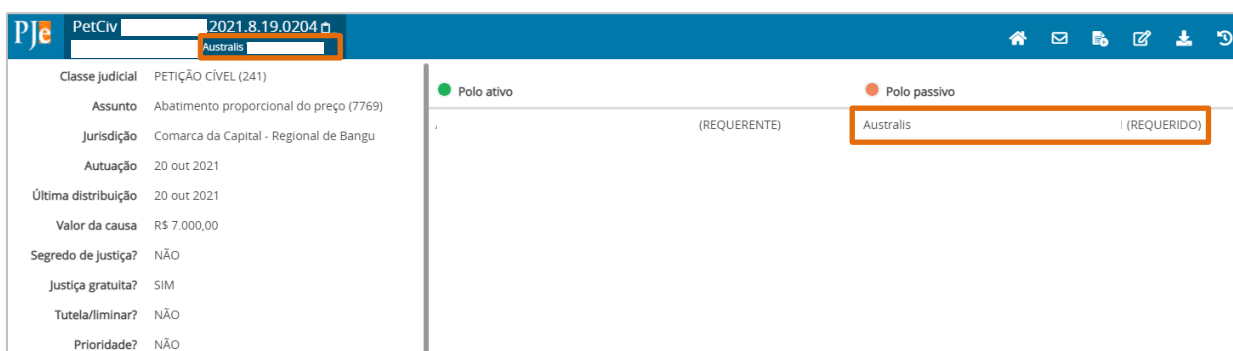 PJe
PetCiv 2021.8.19.0204
Australis
Classe judicial PETIÇÃO CÍVEL (241)
Assunto Abatimento proporcional do preço (7769)
Jurisdição Comarca da Capital - Regional de Bangu
Autuação 20 out 2021
Última distribuição 20 out 2021
Valor da causa R$ 7.000,00
Segredo de justiça? NÃO
Justiça gratuita? SIM
Tutela/liminar? NÃO
Prioridade? NÃO
Polo ativo
(REQUERENTE)
Polo passivo
Australis (REQUERIDO)